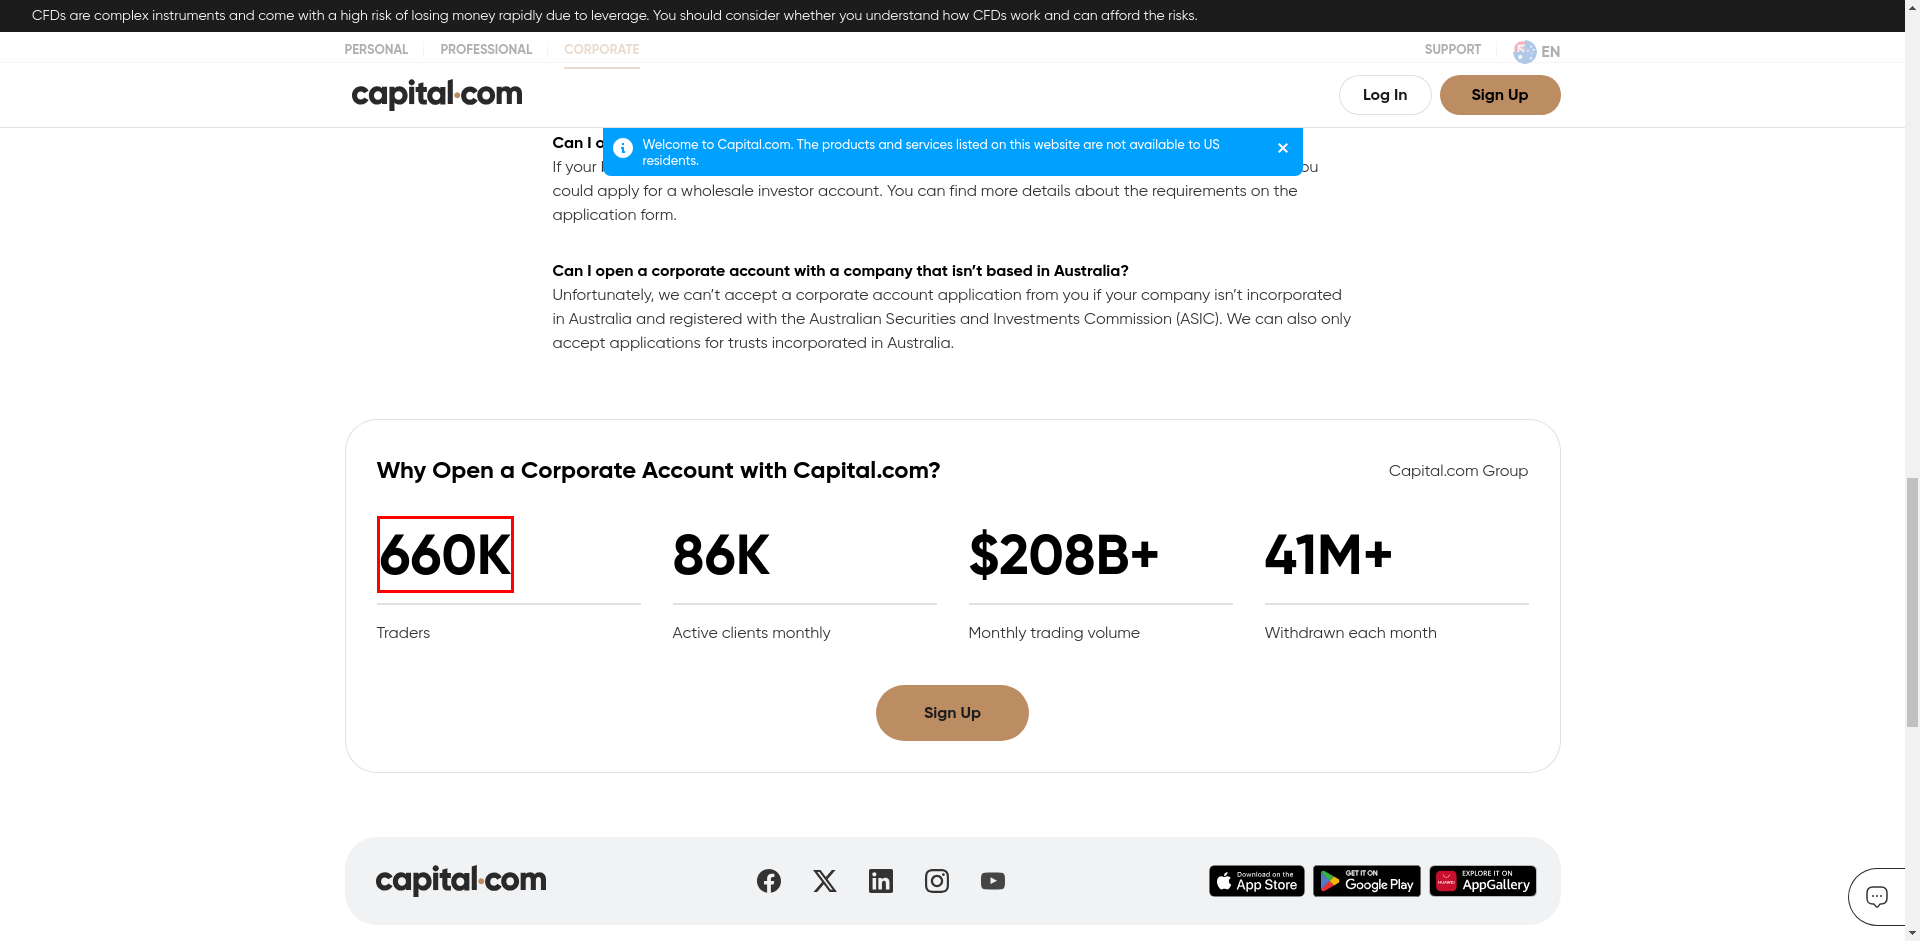 CFDs are complex instruments and come with a high risk of losing money rapidly due to leverage. You should consider whether you understand how CFDs work and can afford the risks.
PERSONAL PROFESSIONAL CORPORATE SUPPORT EN
capital.com Log In Sign Up
Can I o
Welcome to Capital.com. The products and services listed on this website are not available to US
residents.
If your
could apply for a wholesale investor account. You can find more details about the requirements on the
application form.
Can I open a corporate account with a company that isn’t based in Australia?
Unfortunately, we can’t accept a corporate account application from you if your company isn’t incorporated
in Australia and registered with the Australian Securities and Investments Commission (ASIC). We can also only
accept applications for trusts incorporated in Australia.
Why Open a Corporate Account with Capital.com? Capital.com Group
660K 86K $208B+ 41M+
Traders Active clients monthly Monthly trading volume Withdrawn each month
Sign Up
capital.com
Download on the
App Store
GET IT ON
Google Play
HUAWEI
EXPLORE IT ON
AppGallery